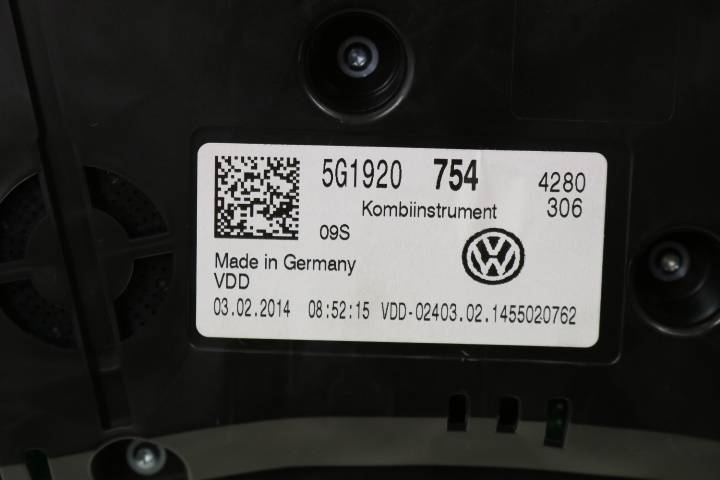 5G1920 754 4280
Kombiinstrument 306
09S
Made in Germany
VDD
03.02.2014 08:52:15 VDD-02403.02.1455020762